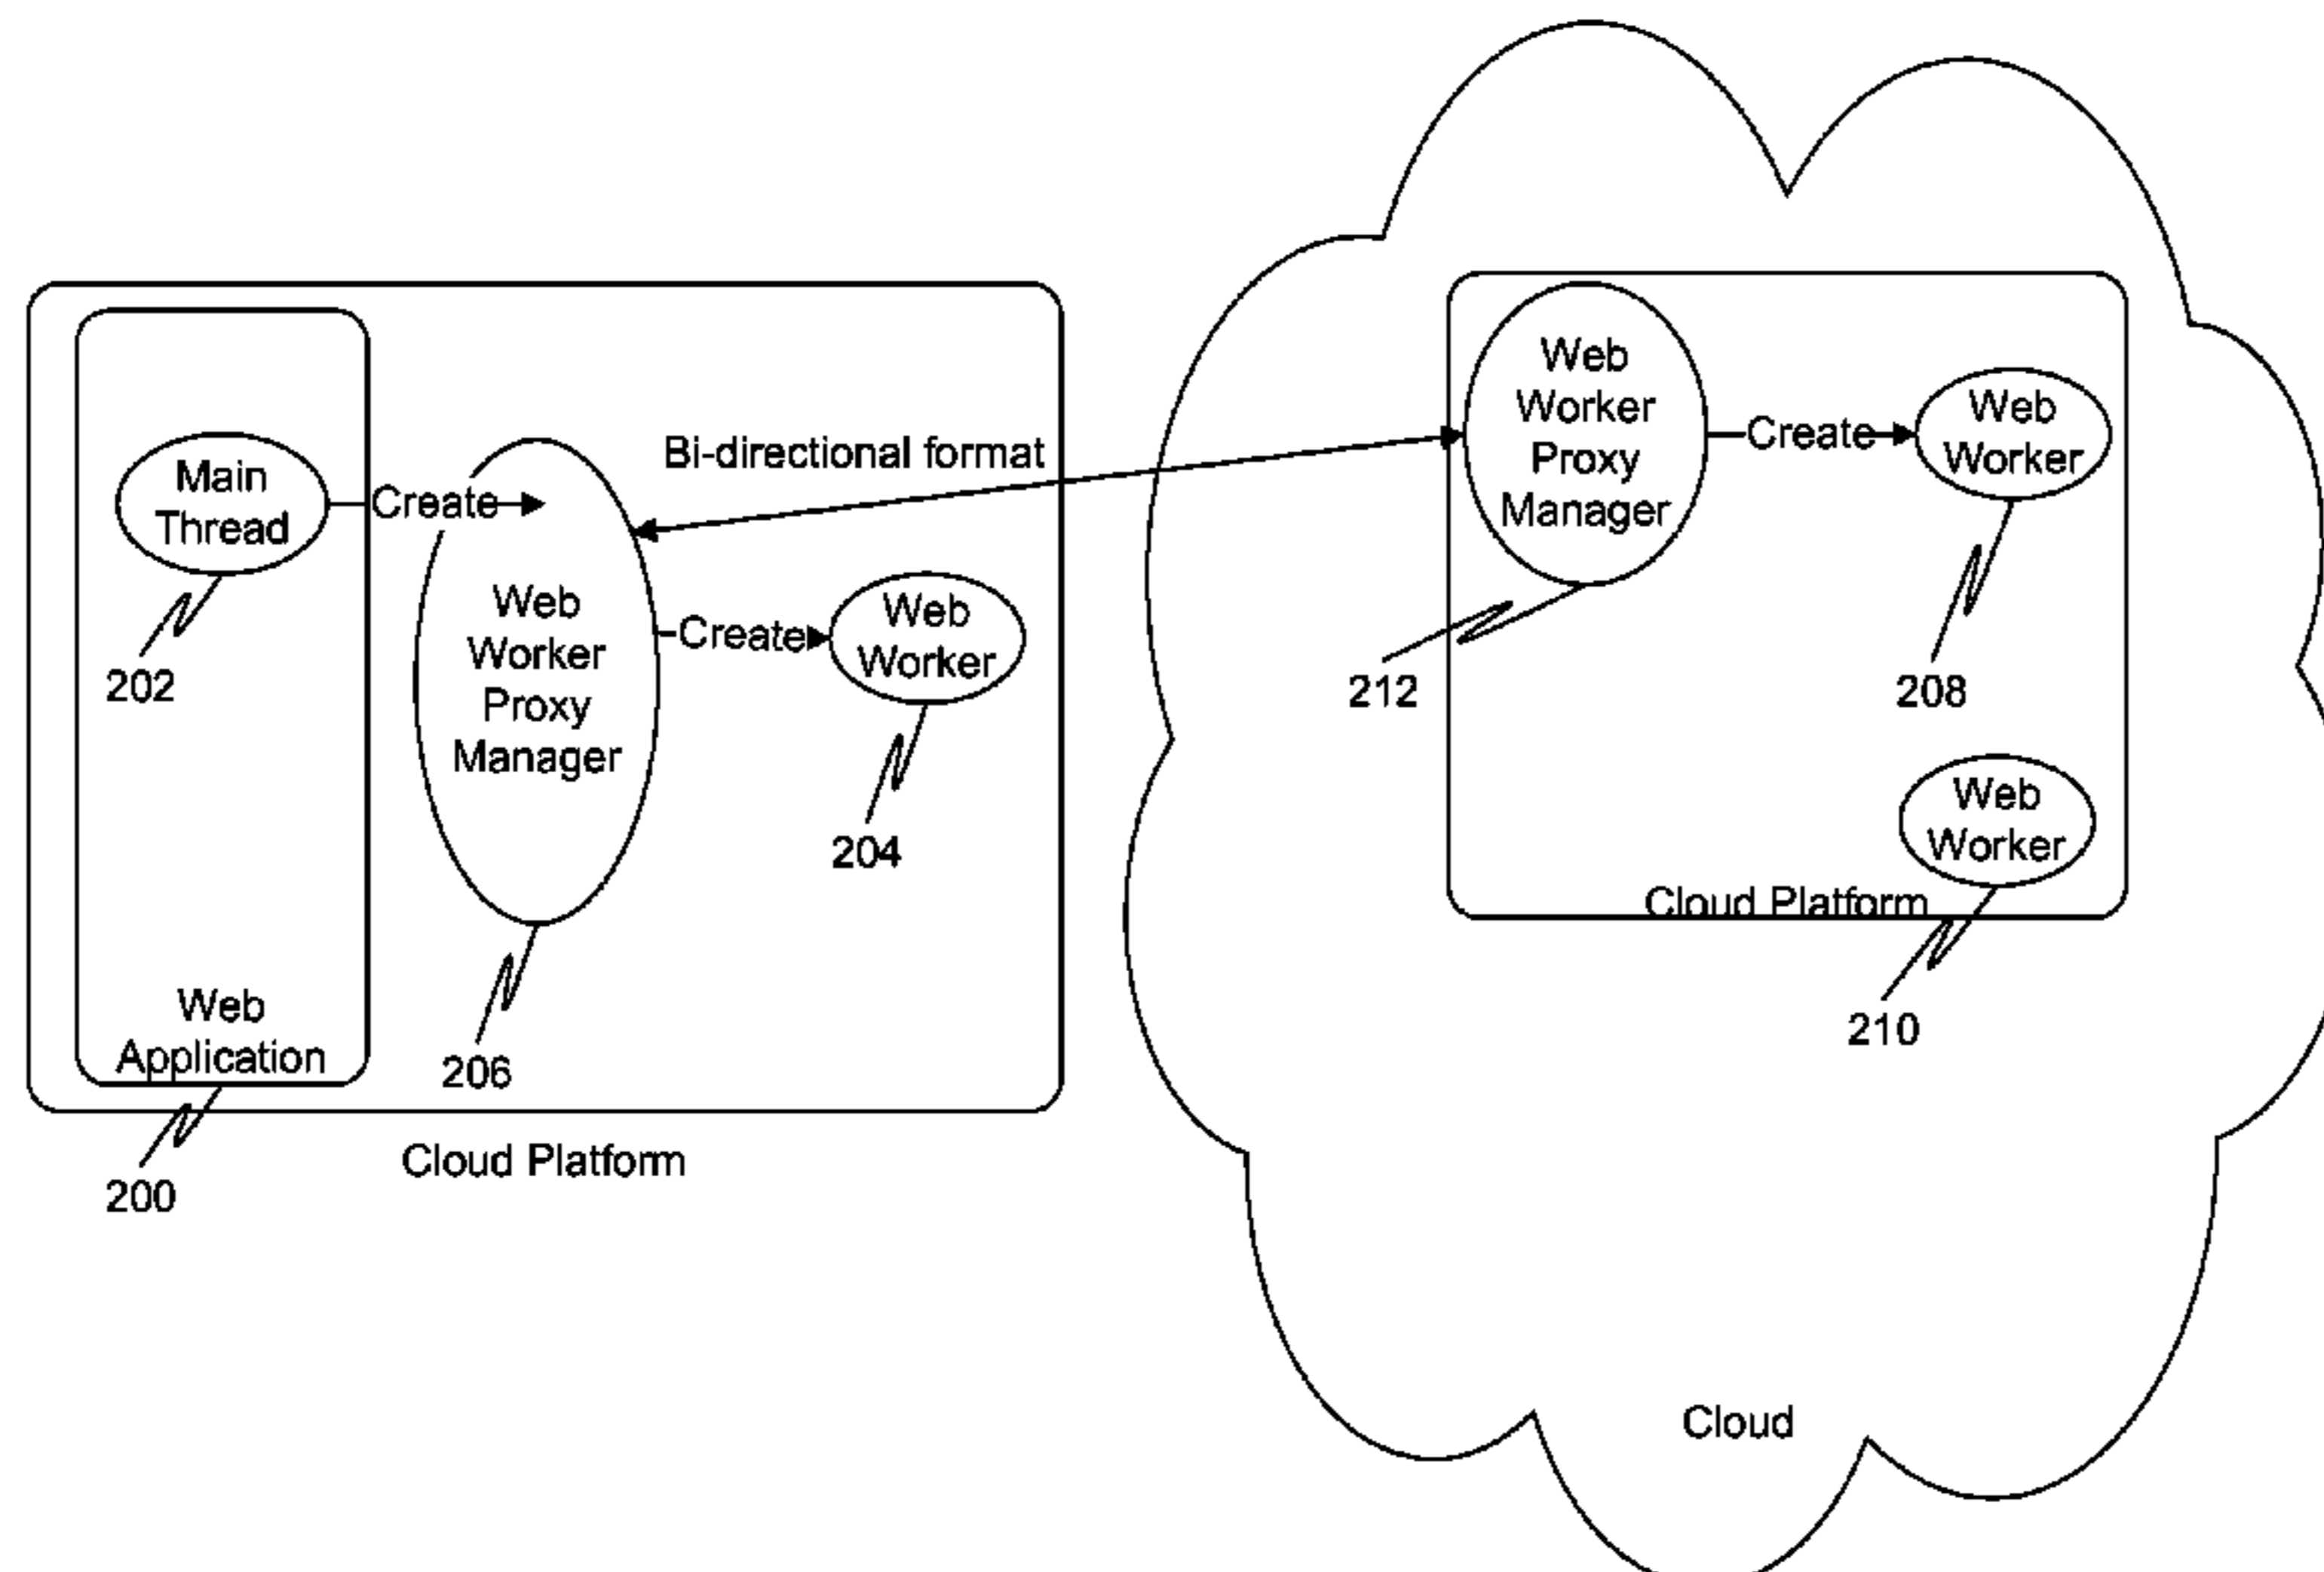 Main
Thread
Create
202
Web
Application
200
Web
Worker
Proxy
Manager
206
Bi-directional format
Create
Web
Worker
204
Cloud Platform
Web
Worker
Proxy
Manager
212
Create
Web
Worker
208
Web
Worker
Cloud Platform
210
Cloud